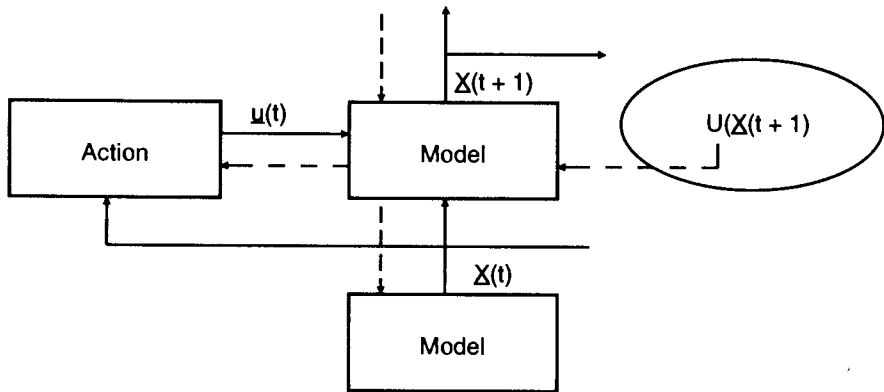 X(t + 1)
u(t)
U(X(t + 1)
Action
Model
X(t)
Model